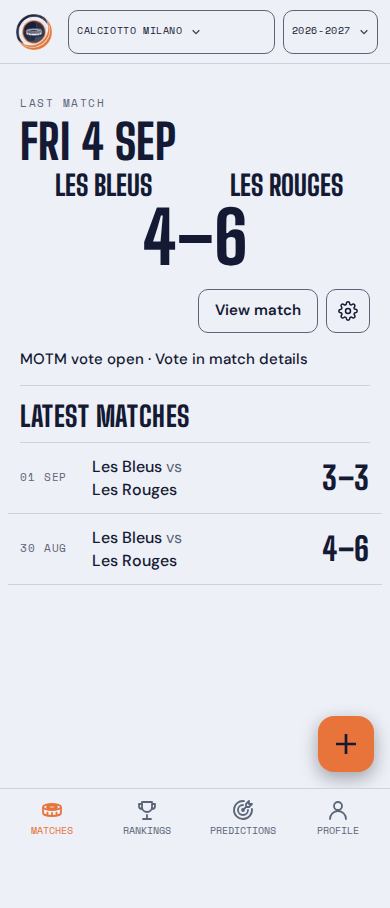 CALCIOTTO MILANO
2026-2027
LAST MATCH
FRI 4 SEP
LES BLEUS LES ROUGES
4–6
View match
MOTM vote open · Vote in match details
LATEST MATCHES
01 SEP
Les Bleus vs
Les Rouges
3–3
30 AUG
Les Bleus vs
Les Rouges
4–6
MATCHES
RANKINGS
PREDICTIONS
PROFILE